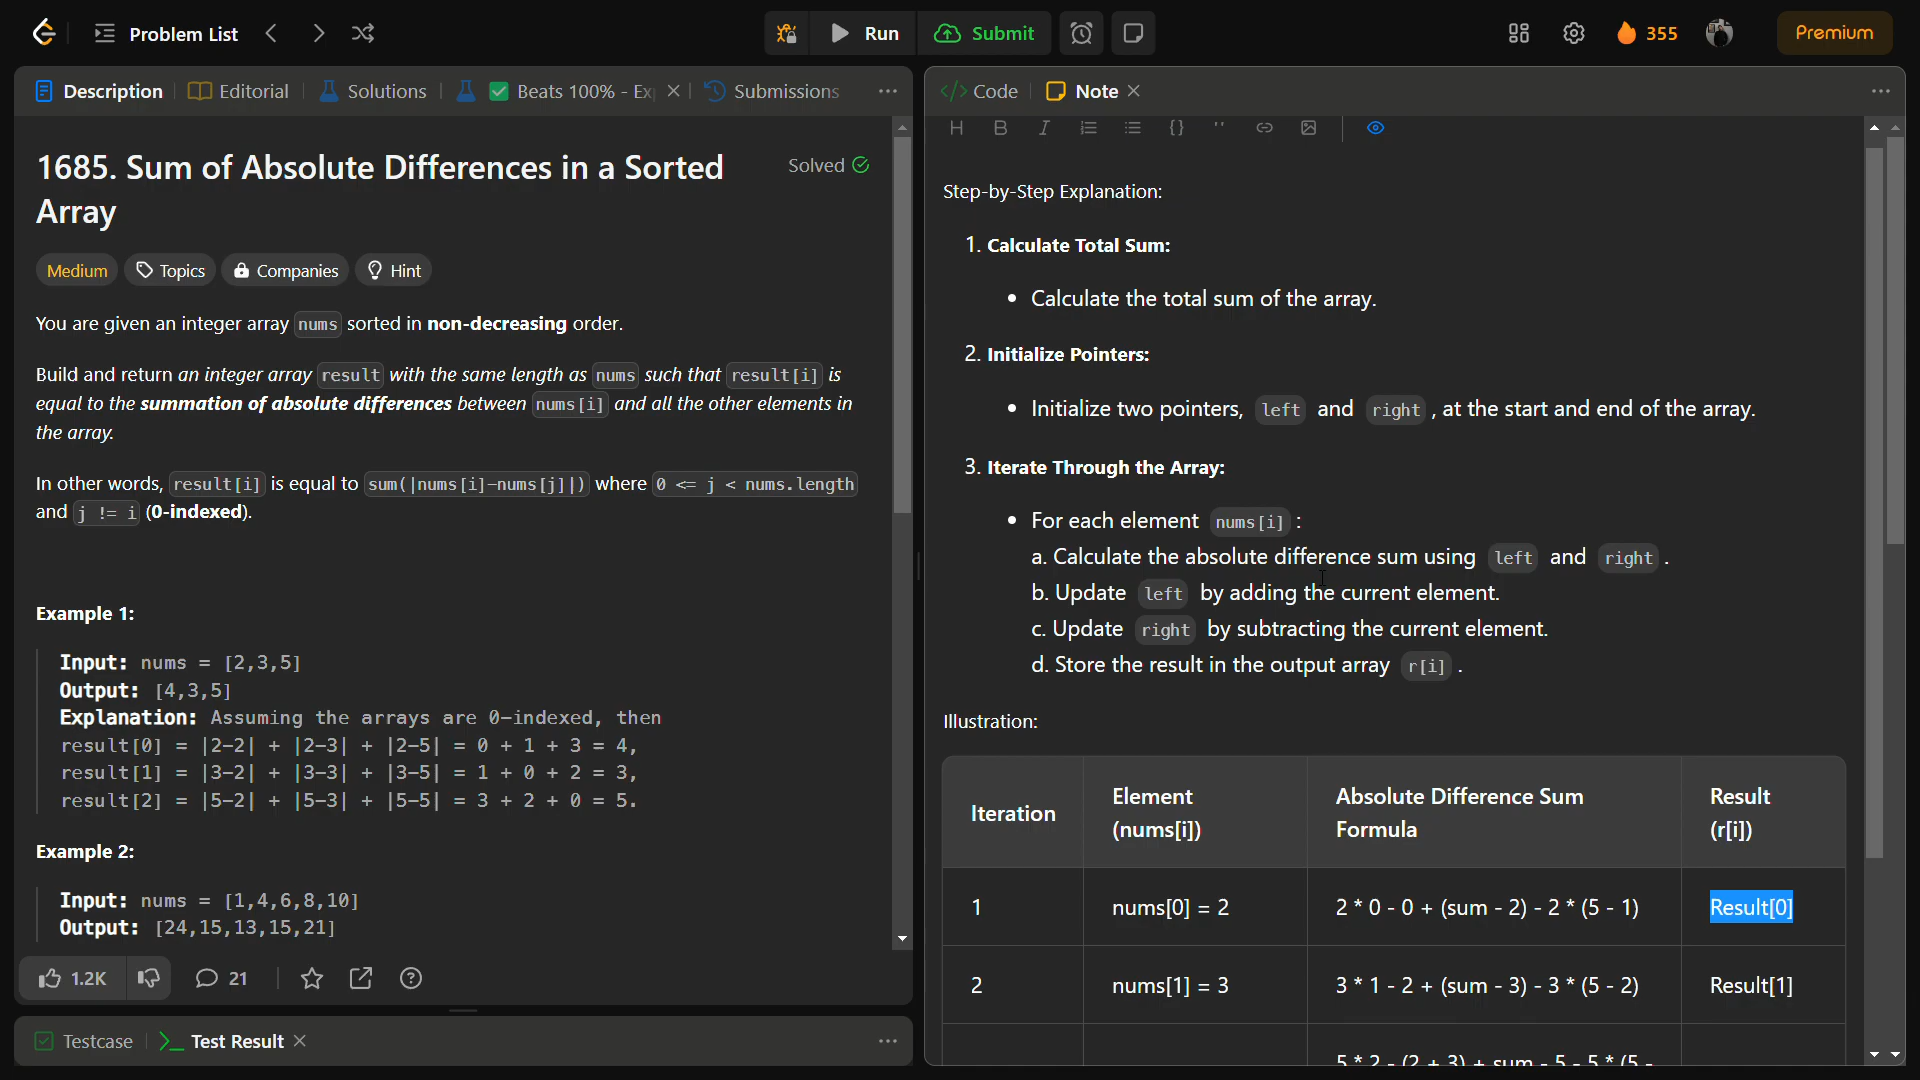 Problem List
Run
Submit
355
Premium
Description
Editorial
Solutions
Beats 100% - Ex
Submissions
1685. Sum of Absolute Differences in a Sorted
Array
Solved
Medium
Topics
Companies
Hint
You are given an integer array nums sorted in non-decreasing order.
Build and return an integer array result with the same length as nums such that result[i] is
equal to the summation of absolute differences between nums[i] and all the other elements in
the array.
In other words, result[i] is equal to sum(|nums[i]-nums[j]|) where 0 <= j < nums.length
and j != i (0-indexed).
Example 1:
Input: nums = [2,3,5]
Output: [4,3,5]
Explanation: Assuming the arrays are 0-indexed, then
result[0] = |2-2| + |2-3| + |2-5| = 0 + 1 + 3 = 4,
result[1] = |3-2| + |3-3| + |3-5| = 1 + 0 + 2 = 3,
result[2] = |5-2| + |5-3| + |5-5| = 3 + 2 + 0 = 5.
Example 2:
Input: nums = [1,4,6,8,10]
Output: [24,15,13,15,21]
1.2K
21
Testcase
Test Result
Code
Note
Step-by-Step Explanation:
1. Calculate Total Sum:
• Calculate the total sum of the array.
2. Initialize Pointers:
• Initialize two pointers, left and right , at the start and end of the array.
3. Iterate Through the Array:
• For each element nums[i] :
a. Calculate the absolute difference sum using left and right .
b. Update left by adding the current element.
c. Update right by subtracting the current element.
d. Store the result in the output array r[i] .
Illustration:
Iteration
Element
(nums[i])
Absolute Difference Sum
Formula
Result
(r[i])
1
nums[0] = 2
2 * 0 - 0 + (sum - 2) - 2 * (5 - 1)
Result[0]
2
nums[1] = 3
3 * 1 - 2 + (sum - 3) - 3 * (5 - 2)
Result[1]
5 * 2 - (2 + 3) + sum - 5 - 5 * (5 -